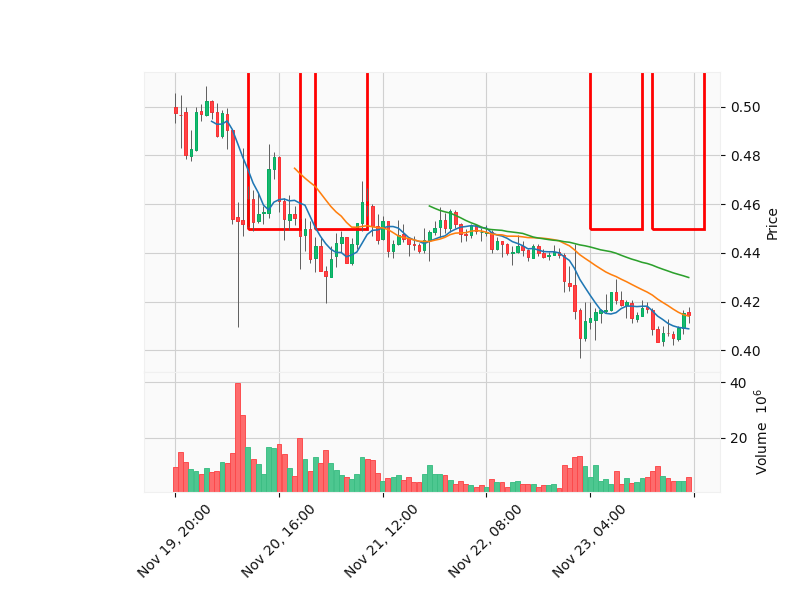 0.50
0.48
0.46
0.44
0.42
0.40
Price
40
20
Volume 10^6
Nov 19, 20:00
Nov 20, 16:00
Nov 21, 12:00
Nov 22, 08:00
Nov 23, 04:00